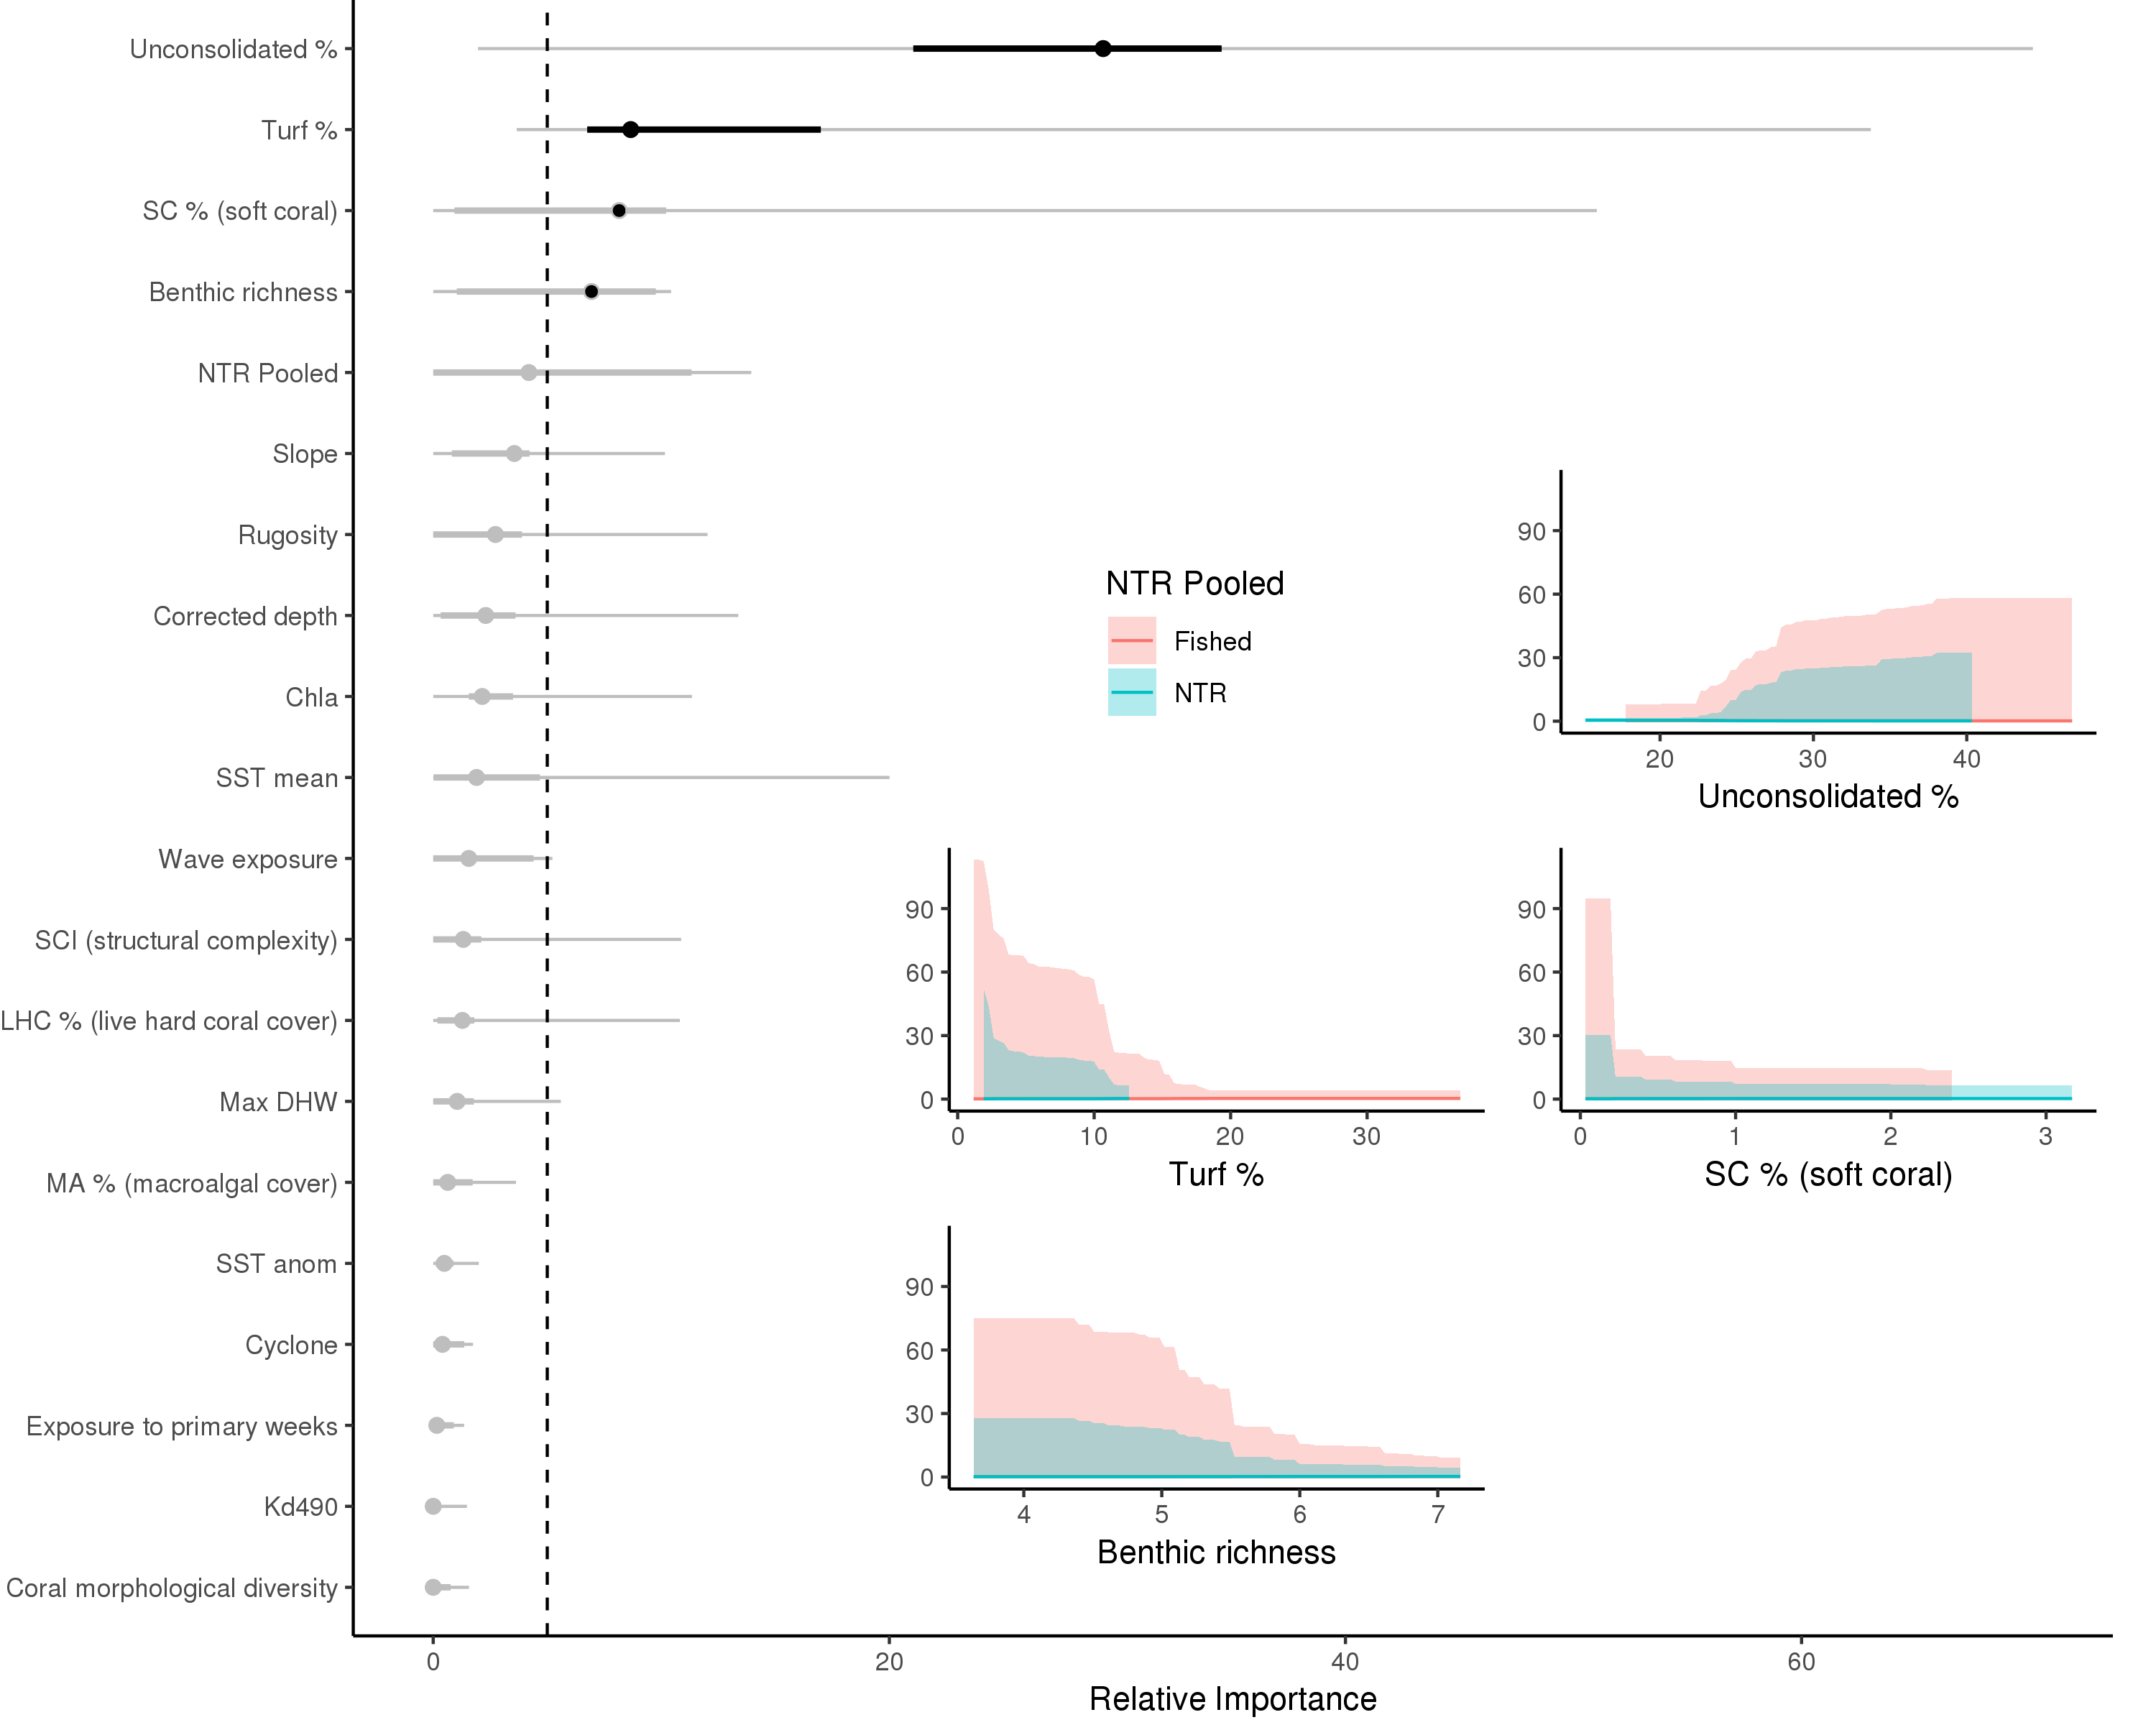 Unconsolidated %
Turf %
SC % (soft coral)
Benthic richness
NTR Pooled
Slope
Rugosity
Corrected depth
Chla
SST mean
Wave exposure
SCI (structural complexity)
LHC % (live hard coral cover)
Max DHW
MA % (macroalgal cover)
SST anom
Cyclone
Exposure to primary weeks
Kd490
Coral morphological diversity
0 20 40 60
Relative Importance
NTR Pooled
Fished
NTR
90
60
30
0
20 30 40
Unconsolidated %
90
60
30
0
0 10 20 30
Turf %
90
60
30
0
0 1 2 3
SC % (soft coral)
90
60
30
0
4 5 6 7
Benthic richness